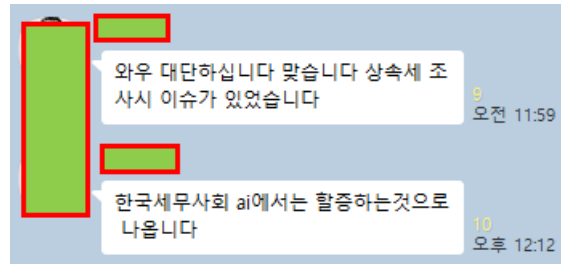 와우 대단하십니다 맞습니다 상속세 조
사시 이슈가 있었습니다
9
오전 11:59
한국세무사회 ai에서는 할증하는것으로
나옵니다
10
오후 12:12